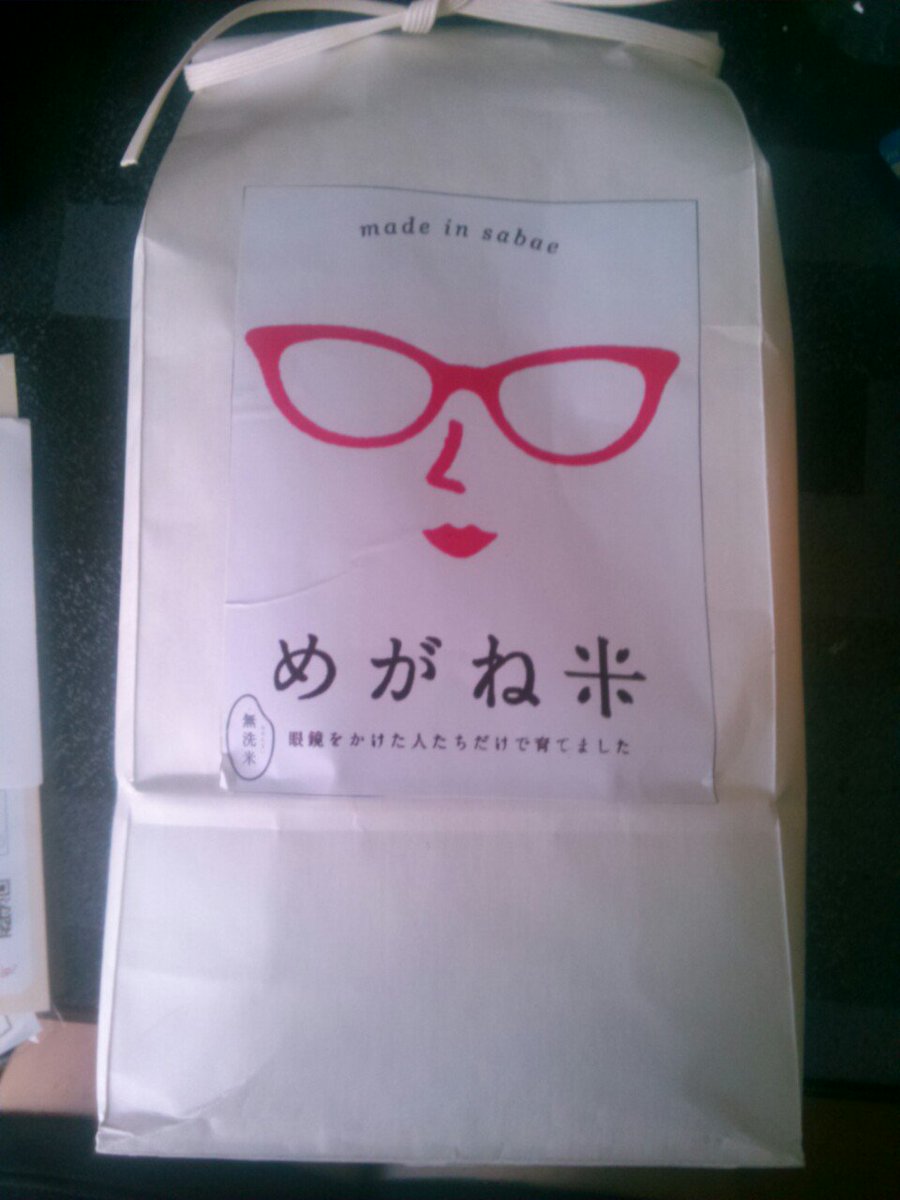 made in sabae
めがね米
無洗米
眼鏡をかけた人たちだけで育てました